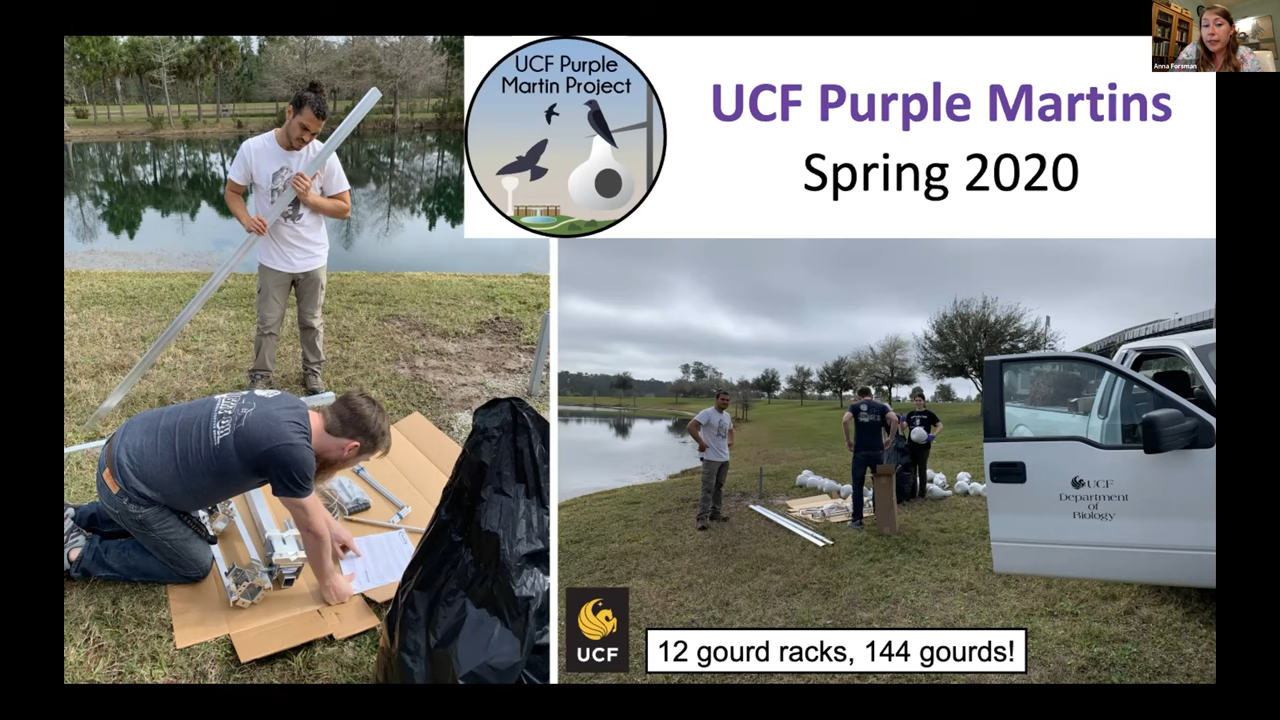 Anna Forsman
UCF Purple
Martin Project
UCF Purple Martins
Spring 2020
UCF
Department
of
Biology
UCF
12 gourd racks, 144 gourds!